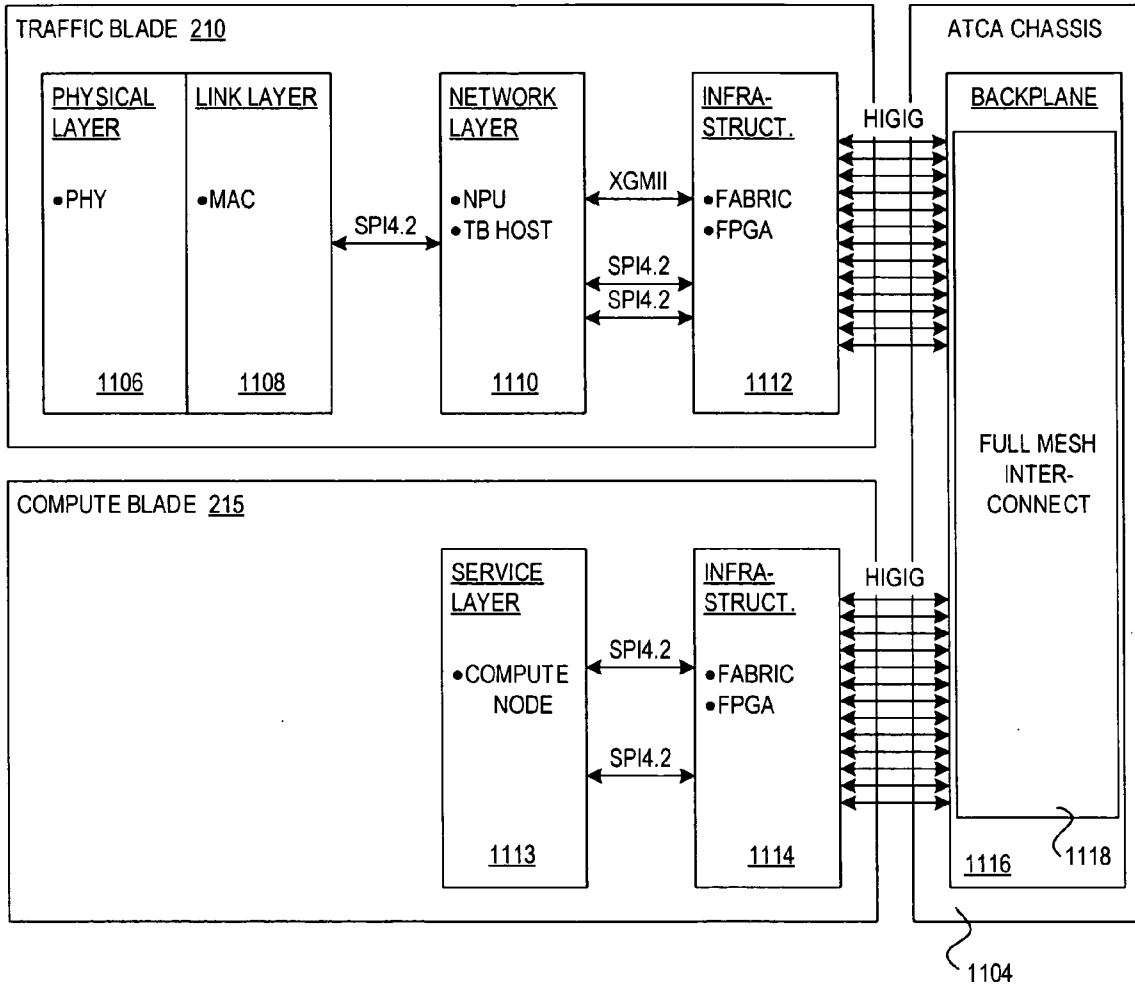 TRAFFIC BLADE 210
PHYSICAL
LAYER
•PHY
1106
LINK LAYER
•MAC
1108
SPI4.2
NETWORK
LAYER
•NPU
•TB HOST
1110
XGMII
SPI4.2
SPI4.2
INFRA-
STRUCT.
•FABRIC
•FPGA
1112
HIGIG
ATCA CHASSIS
BACKPLANE
FULL MESH
INTER-
CONNECT
1116
1118
1104
COMPUTE BLADE 215
SERVICE
LAYER
•COMPUTE
NODE
1113
SPI4.2
SPI4.2
INFRA-
STRUCT.
•FABRIC
•FPGA
1114
HIGIG